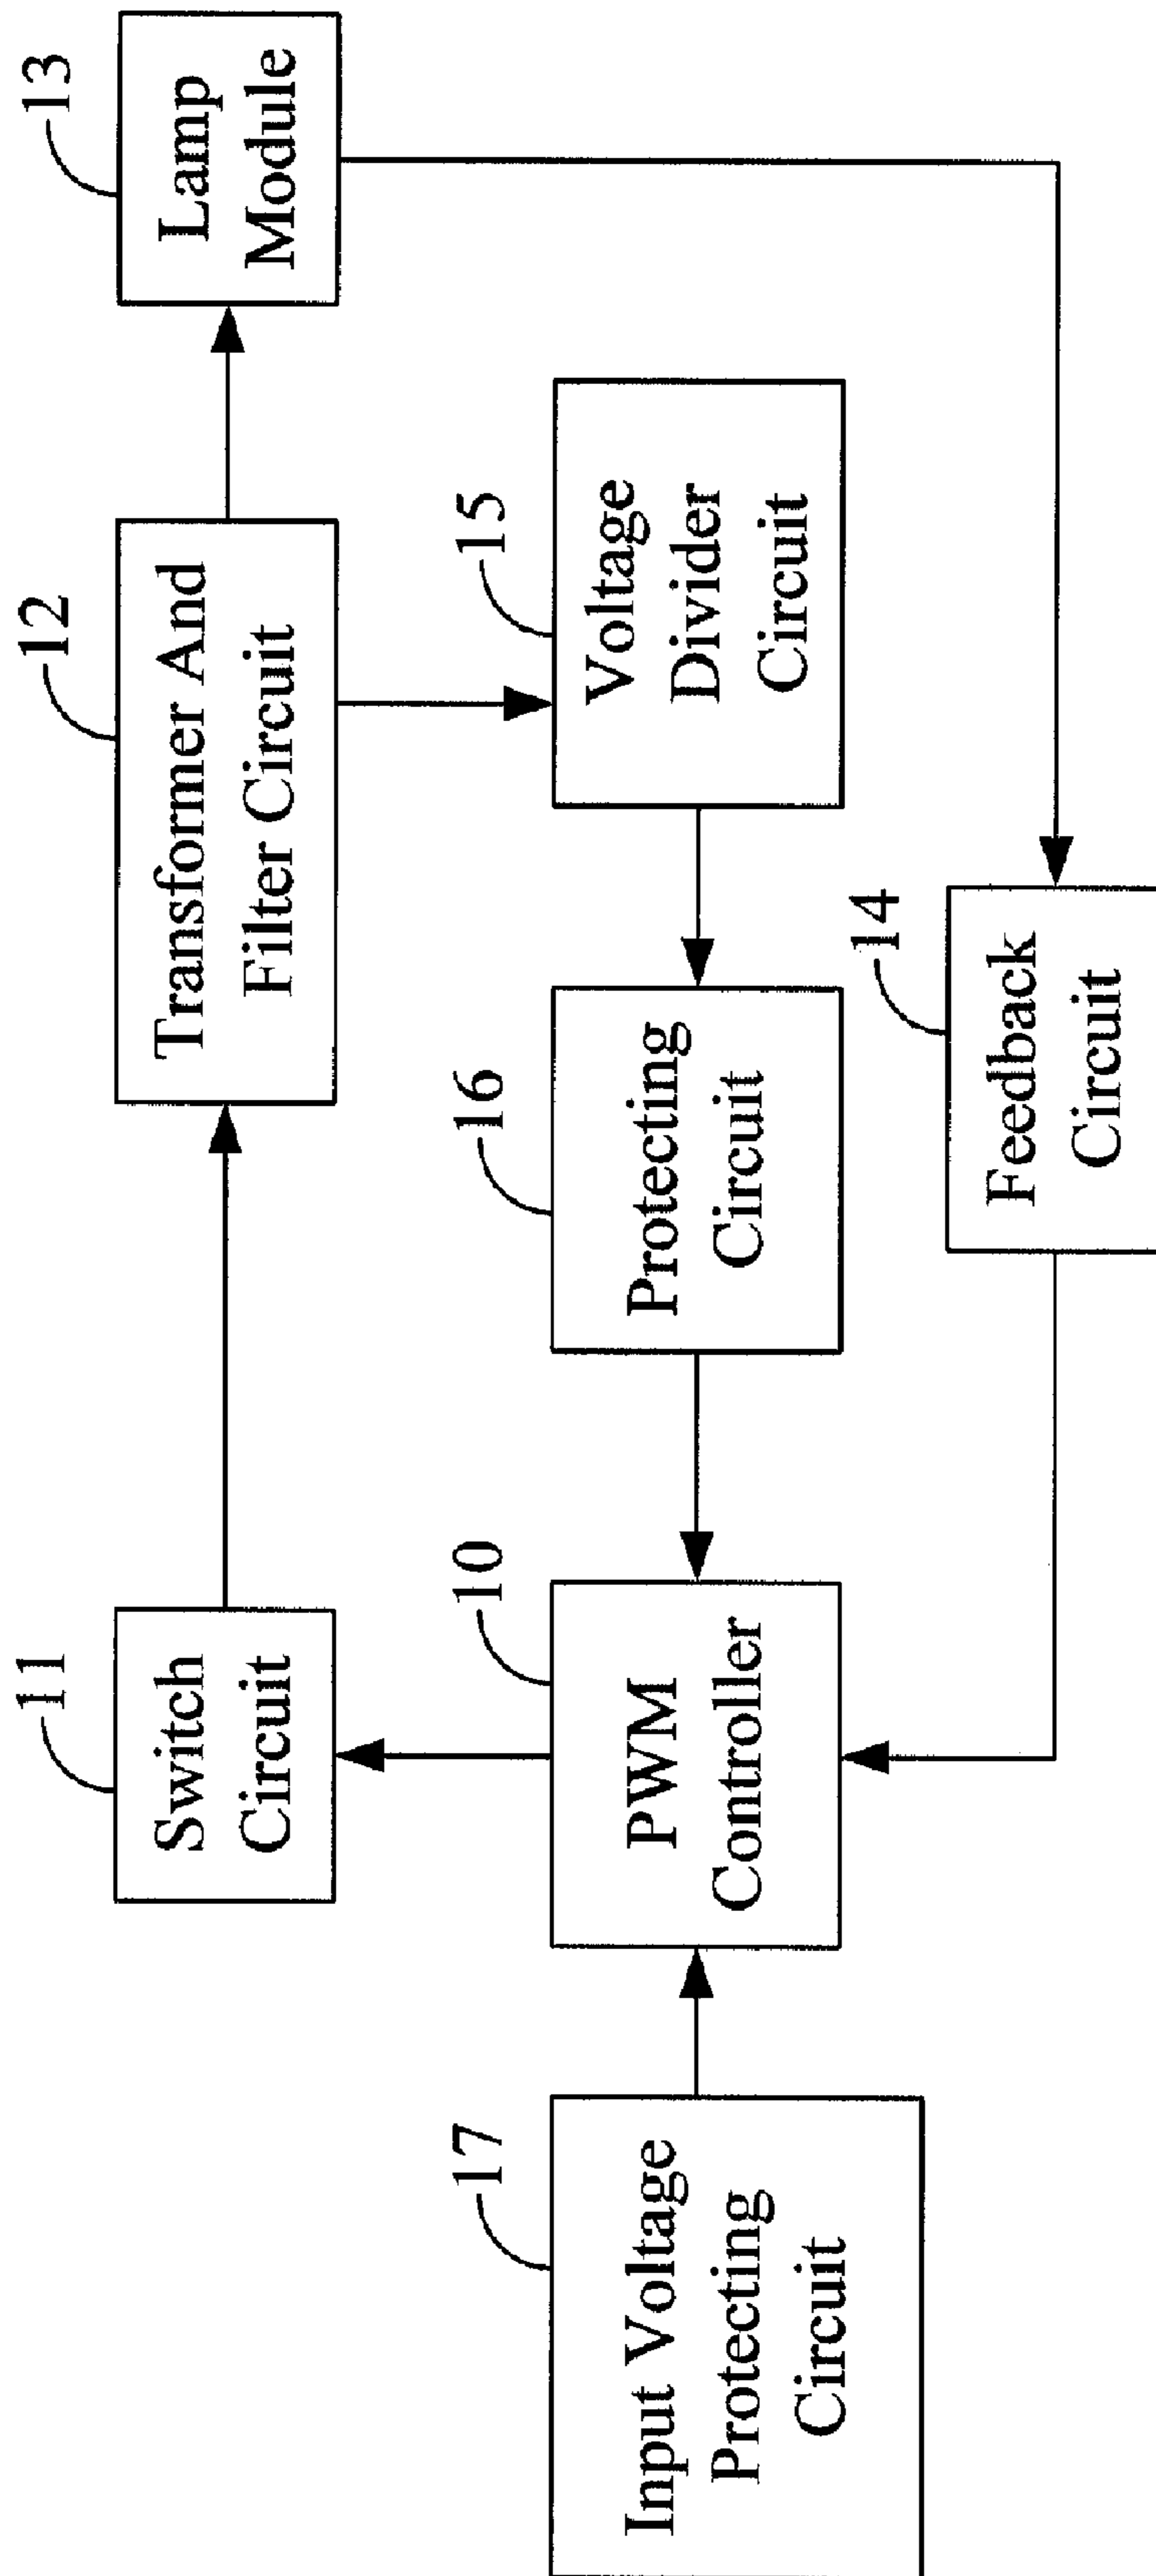 11
Switch
Circuit
12
Transformer And
Filter Circuit
13
Lamp
Module
17
Input Voltage
Protecting
Circuit
10
PWM
Controller
16
Protecting
Circuit
15
Voltage
Divider
Circuit
14
Feedback
Circuit